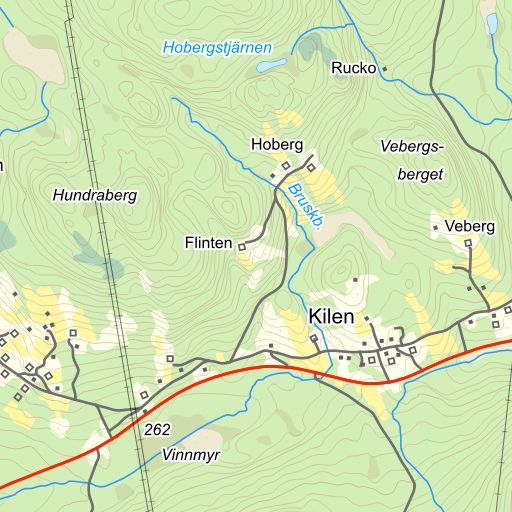 Hobergstjärnen
Rucko
Hoberg
Vebergs-
berget
Hundraberg
Bruskb.
Veberg
Flinten
Kilen
262
Vinnmyr